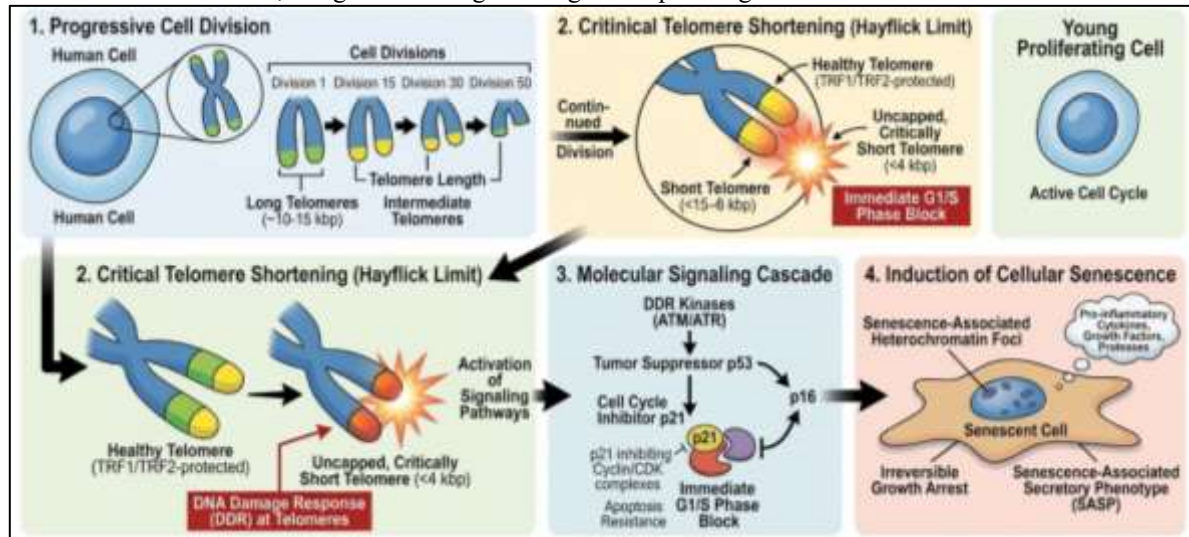 1. Progressive Cell Division
Human Cell
Human Cell
Cell Divisions
Division 1 Division 15 Division 30 Division 50
Telomere Length
Long Telomeres
(~10-15 kbp)
Intermediate
Telomeres
Contin-
nued
Division
2. Critinical Telomere Shortening (Hayflick Limit)
Healthy Telomere
(TRF1/TRF2-protected)
Uncapped,
Critically
Short Telomere
(<4 kbp)
Short Telomere
(<15–6 kbp)
Immediate G1/S
Phase Block
Young
Proliferating Cell
Active Cell Cycle
2. Critical Telomere Shortening (Hayflick Limit)
Healthy Telomere
(TRF1/TRF2-protected)
Uncapped, Critically
Short Telomere (<4 kbp)
DNA Damage Response
(DDR) at Telomeres
Activation
of
Signaling
Pathways
3. Molecular Signaling Cascade
DDR Kinases
(ATM/ATR)
Tumor Suppressor p53
p16
Cell Cycle
Inhibitor p21
p21
p21 inhibiting
Cyclin/CDK
complexes
Apoptosis
Resistance
Immediate
G1/S Phase
Block
4. Induction of Cellular Senescence
Pro-inflammatory
Cytokines,
Growth Factors,
Proteases
Senescence-Associated
Heterochromatin Foci
Senescent Cell
Irreversible
Growth Arrest
Senescence-Associated
Secretory Phenotype
(SASP)